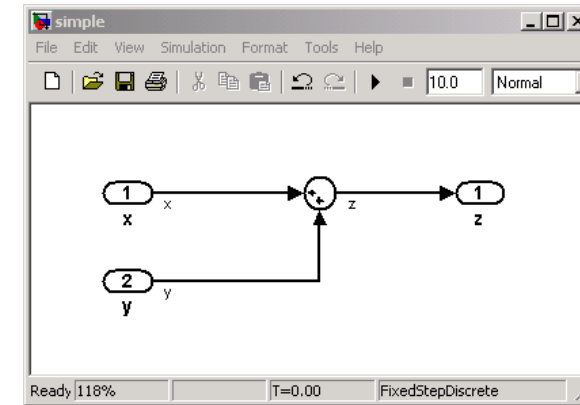 simple
File Edit View Simulation Format Tools Help
10.0 Normal
1 x z 1
x z
2 y
y
Ready 118% T=0.00 FixedStepDiscrete